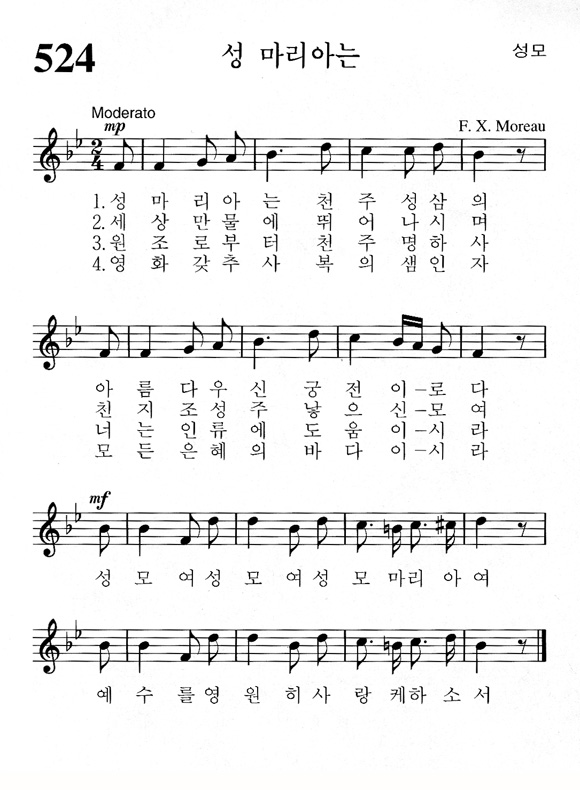 524 성 마리아는 성모
Moderato
mp F. X. Moreau
2/4
1. 성 마 리 아 는 천 주 성 삼 의
2. 세 상 만 물 에 뛰 어 나 시 며
3. 원 조 로 부 터 천 주 명 하 사
4. 영 화 갖 추 사 복 의 샘 인 자
아 름 다 우 신 궁 전 이 - 로 다
친 지 조 성 주 낳 으 신 - 모 여
너 는 인 류 에 도 움 이 - 시 라
모 든 은 혜 의 바 다 이 - 시 라
mf
성 모 여 성 모 여 성 모 마 리 아 여
예 수 를 영 원 히 사 랑 케 하 소 서